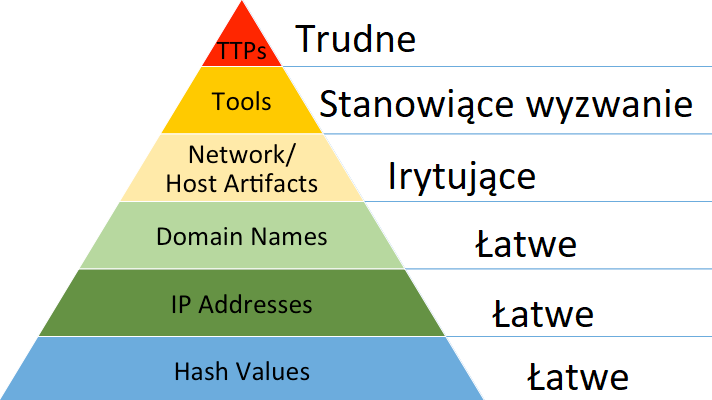 TTPs
Trudne
Tools
Stanowiące wyzwanie
Network/
Host Artifacts
Irytujące
Domain Names
Łatwe
IP Addresses
Łatwe
Hash Values
Łatwe